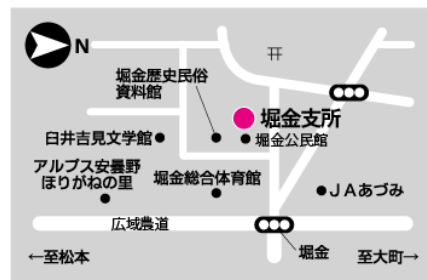 N
堀金歴史民俗
資料館
堀金支所
臼井吉見文学館
堀金公民館
アルプス安曇野
ほりがねの里
堀金総合体育館
JAあづみ
広域農道
堀金
←至松本
至大町→